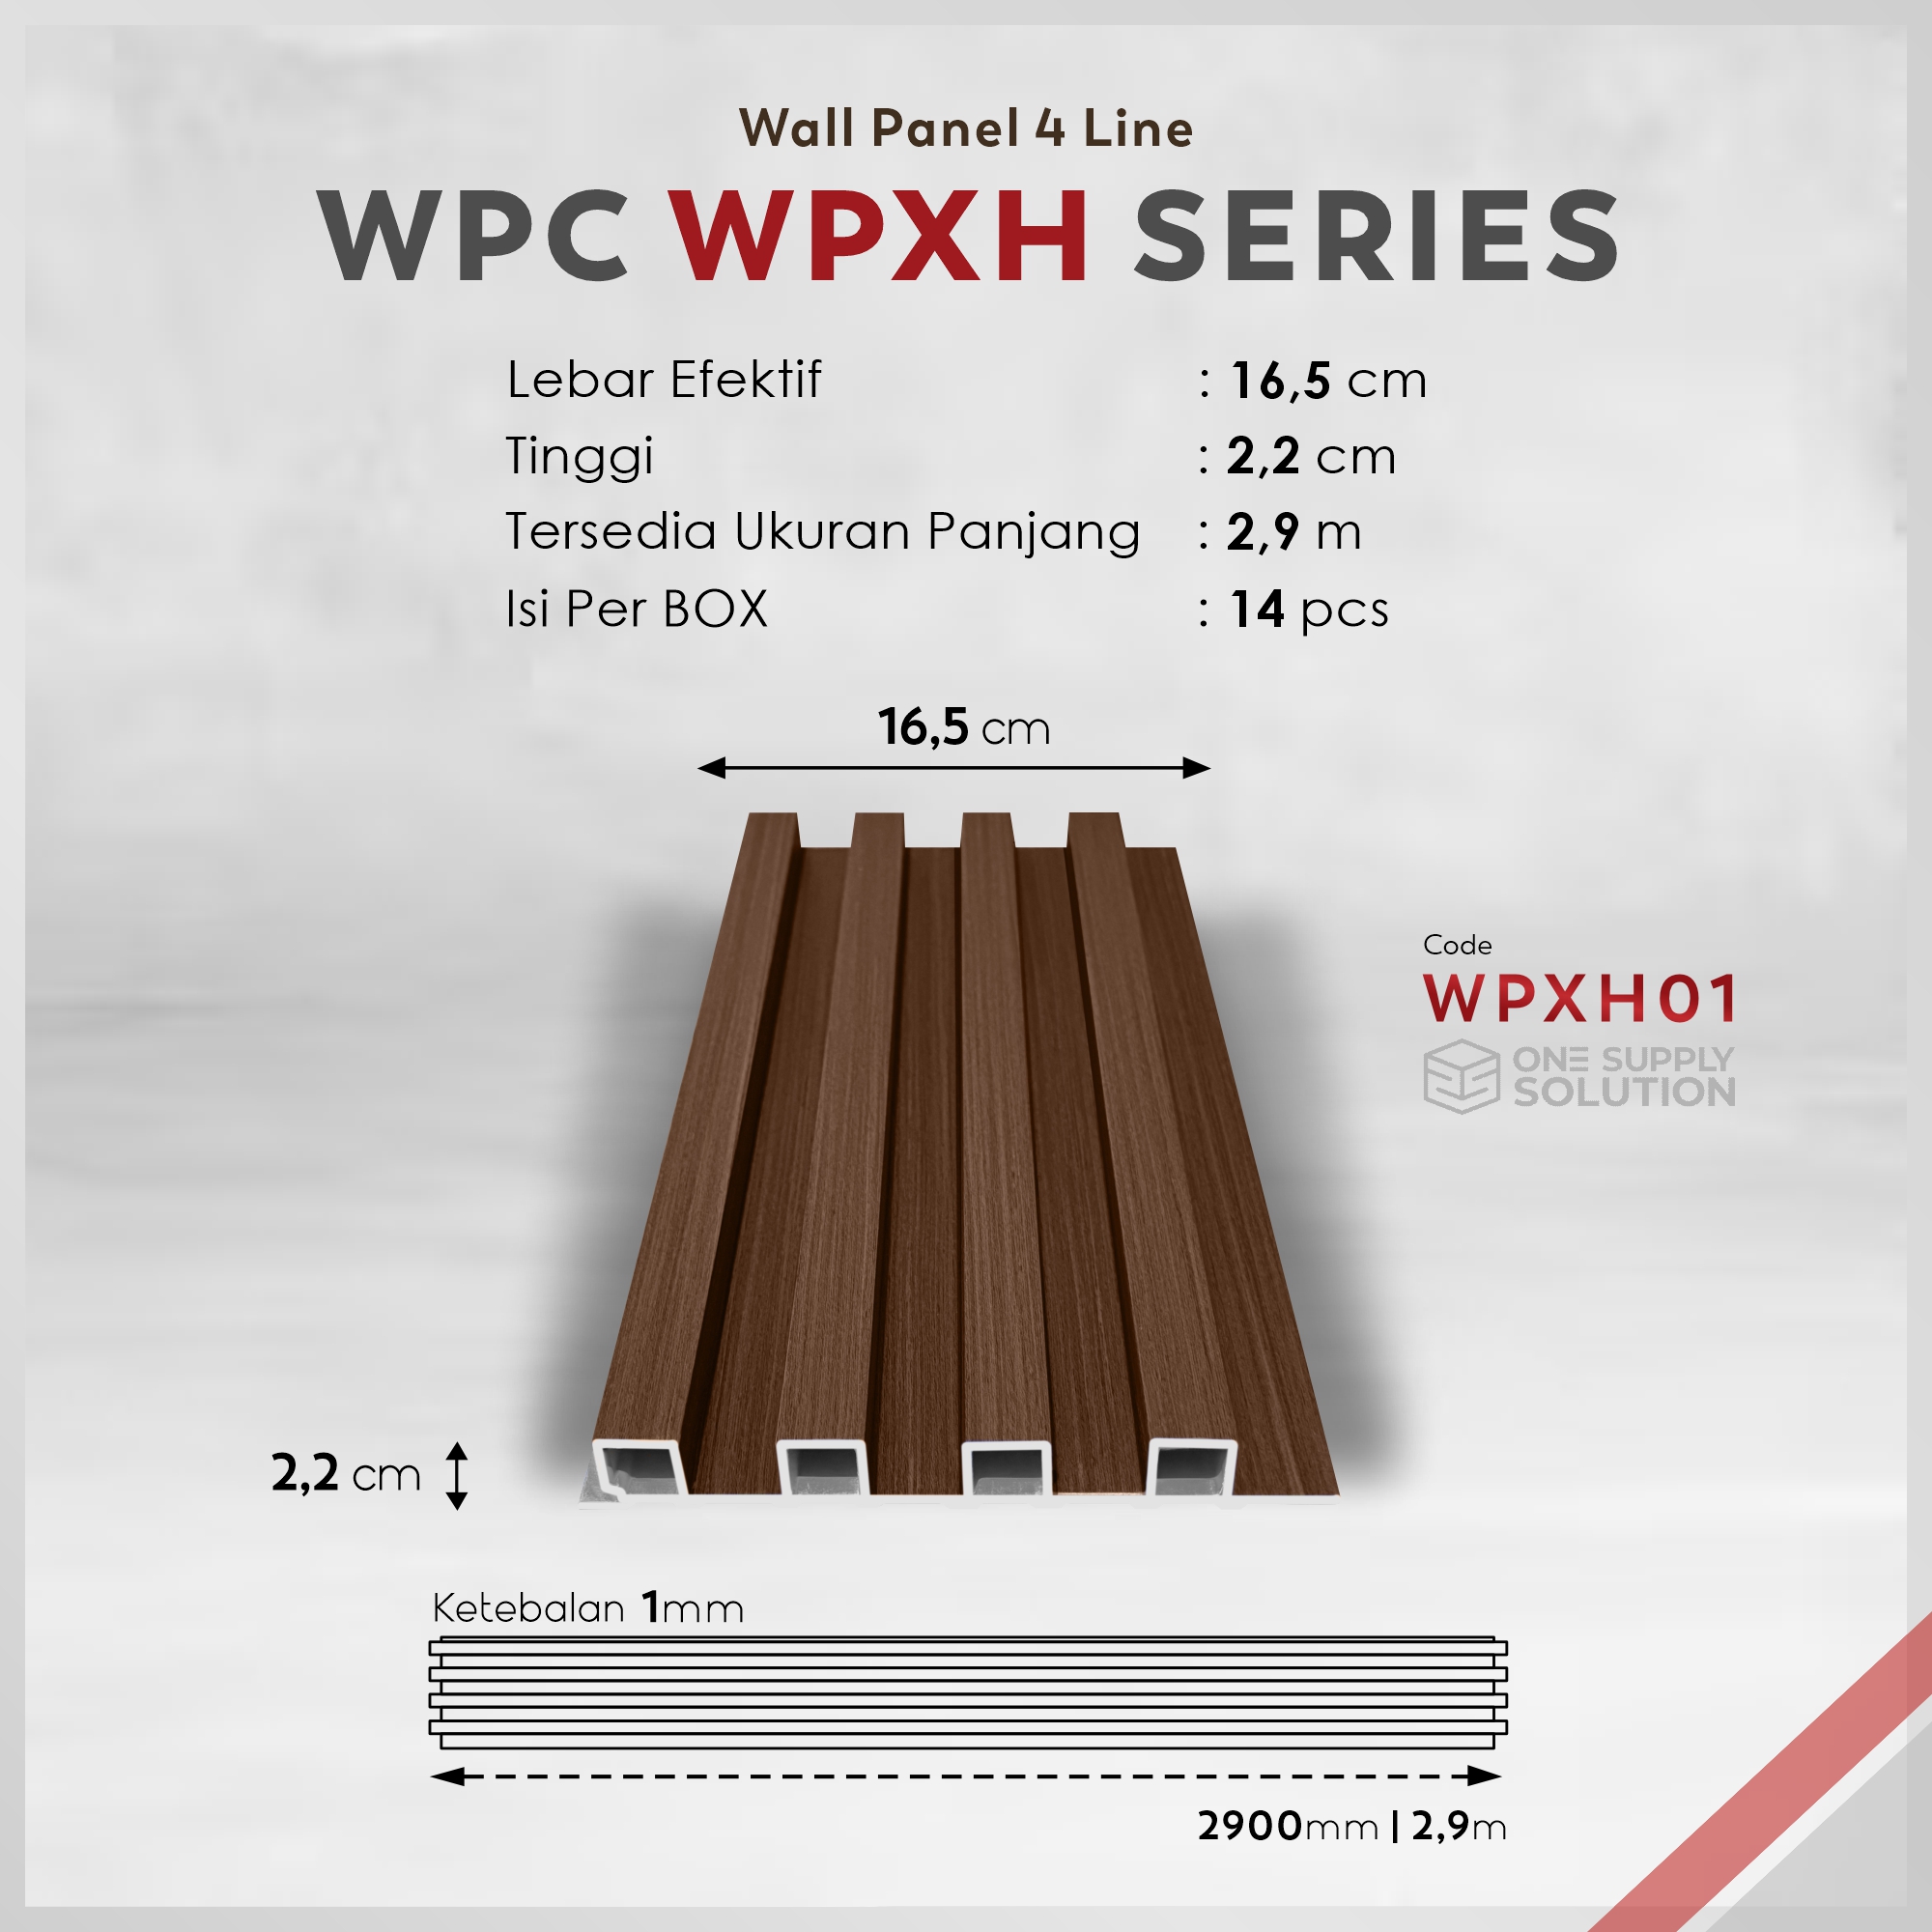 Wall Panel 4 Line
WPC WPXH SERIES
Lebar Efektif : 16,5 cm
Tinggi : 2,2 cm
Tersedia Ukuran Panjang : 2,9 m
Isi Per BOX : 14 pcs
16,5 cm
Code
WPXH01
ONE SUPPLY
SOLUTION
2,2 cm
Ketebalan 1mm
2900mm | 2,9m